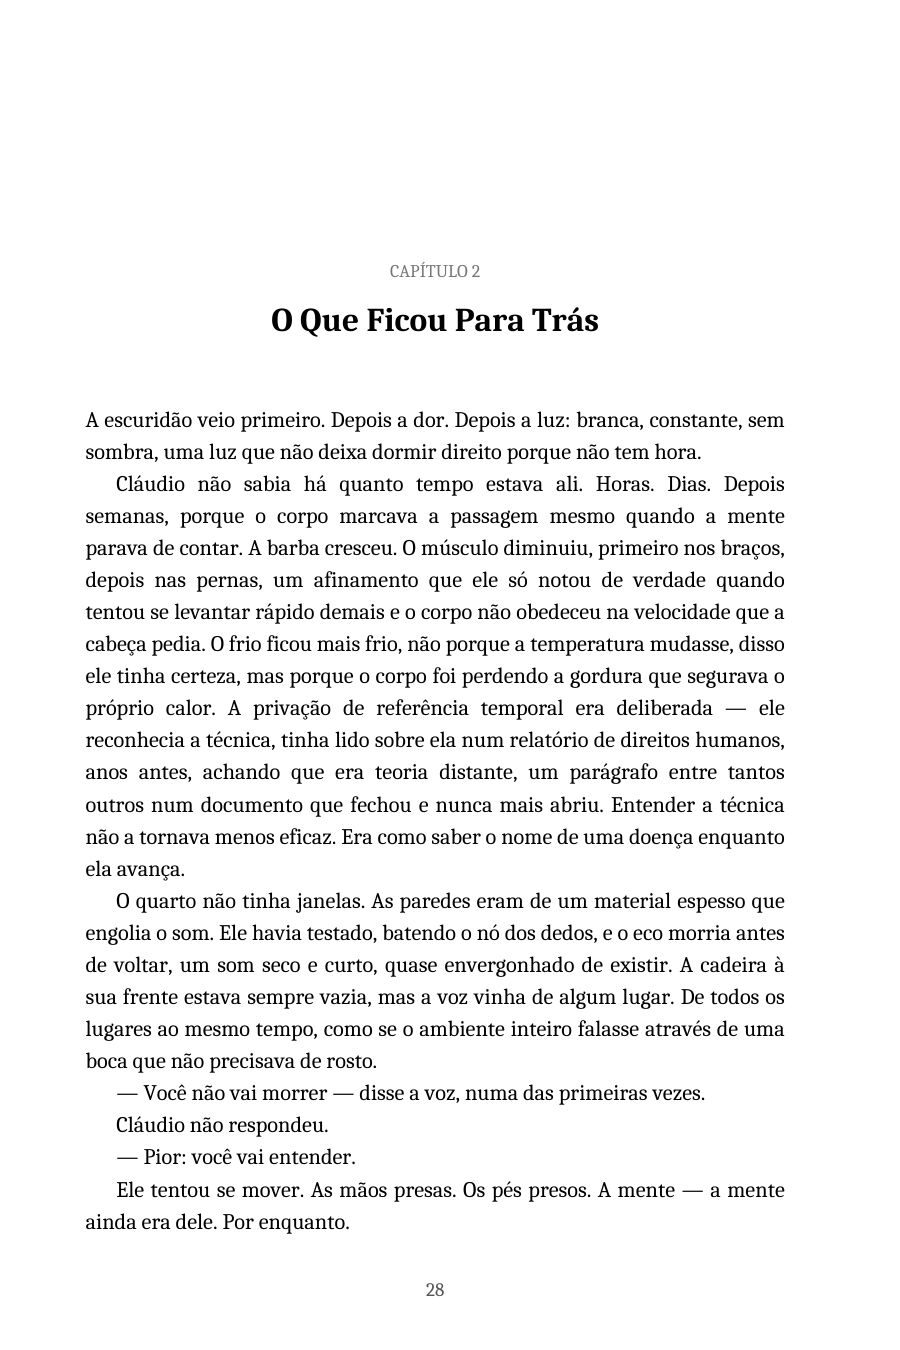 CAPÍTULO 2
O Que Ficou Para Trás
A escuridão veio primeiro. Depois a dor. Depois a luz: branca, constante, sem
sombra, uma luz que não deixa dormir direito porque não tem hora.
Cláudio não sabia há quanto tempo estava ali. Horas. Dias. Depois
semanas, porque o corpo marcava a passagem mesmo quando a mente
parava de contar. A barba cresceu. O músculo diminuiu, primeiro nos braços,
depois nas pernas, um afinamento que ele só notou de verdade quando
tentou se levantar rápido demais e o corpo não obedeceu na velocidade que a
cabeça pedia. O frio ficou mais frio, não porque a temperatura mudasse, disso
ele tinha certeza, mas porque o corpo foi perdendo a gordura que segurava o
próprio calor. A privação de referência temporal era deliberada — ele
reconhecia a técnica, tinha lido sobre ela num relatório de direitos humanos,
anos antes, achando que era teoria distante, um parágrafo entre tantos
outros num documento que fechou e nunca mais abriu. Entender a técnica
não a tornava menos eficaz. Era como saber o nome de uma doença enquanto
ela avança.
O quarto não tinha janelas. As paredes eram de um material espesso que
engolia o som. Ele havia testado, batendo o nó dos dedos, e o eco morria antes
de voltar, um som seco e curto, quase envergonhado de existir. A cadeira à
sua frente estava sempre vazia, mas a voz vinha de algum lugar. De todos os
lugares ao mesmo tempo, como se o ambiente inteiro falasse através de uma
boca que não precisava de rosto.
— Você não vai morrer — disse a voz, numa das primeiras vezes.
Cláudio não respondeu.
— Pior: você vai entender.
Ele tentou se mover. As mãos presas. Os pés presos. A mente — a mente
ainda era dele. Por enquanto.
28